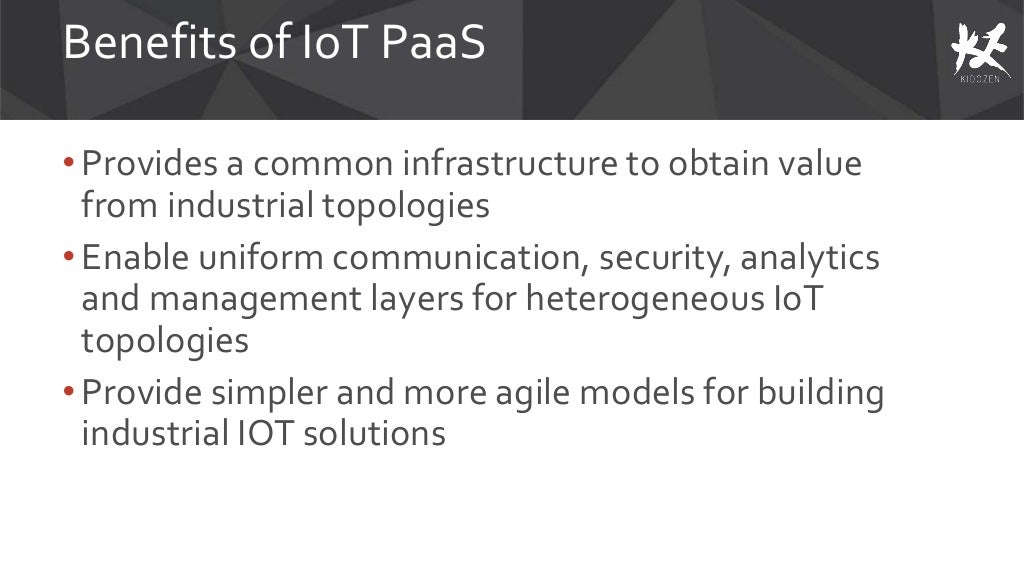 Benefits of IoT PaaS
KIDOZEN
• Provides a common infrastructure to obtain value
from industrial topologies
• Enable uniform communication, security, analytics
and management layers for heterogeneous IoT
topologies
• Provide simpler and more agile models for building
industrial IOT solutions